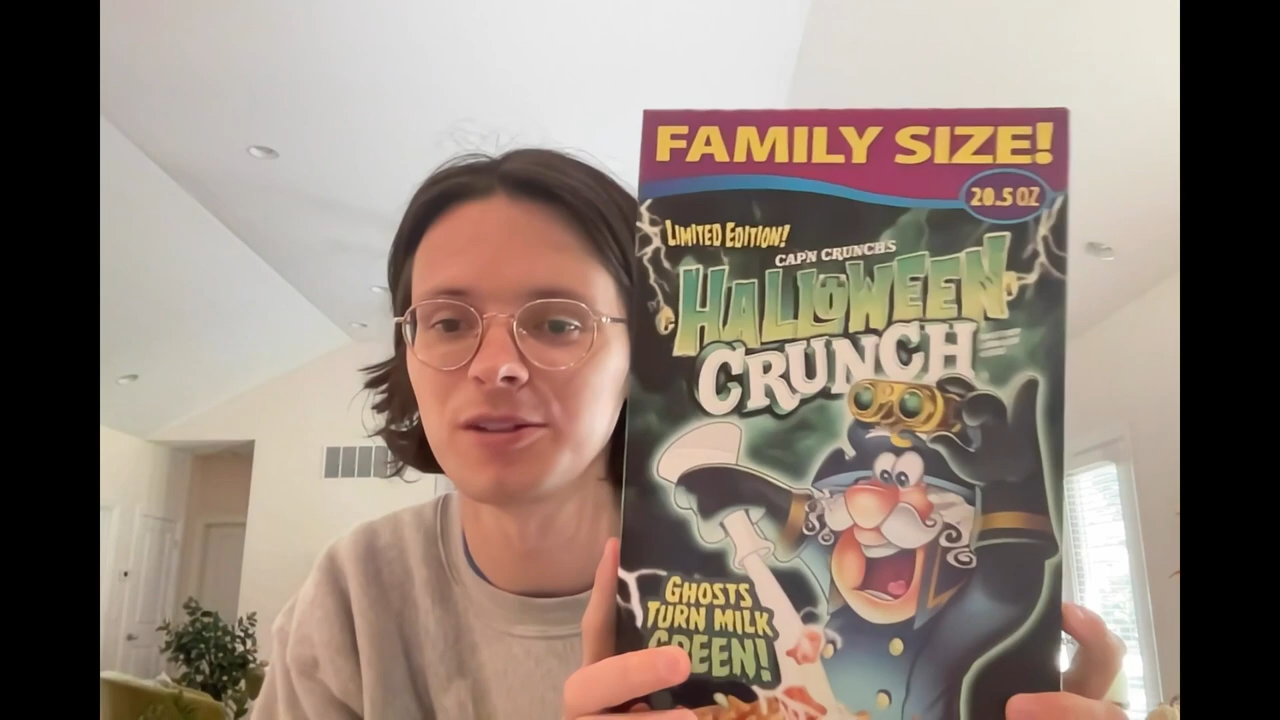 FAMILY SIZE!
20.5 OZ
LIMITED EDITION!
CAP'N CRUNCH'S
HALLOWEEN
CRUNCH
GHOSTS
TURN MILK
GREEN!